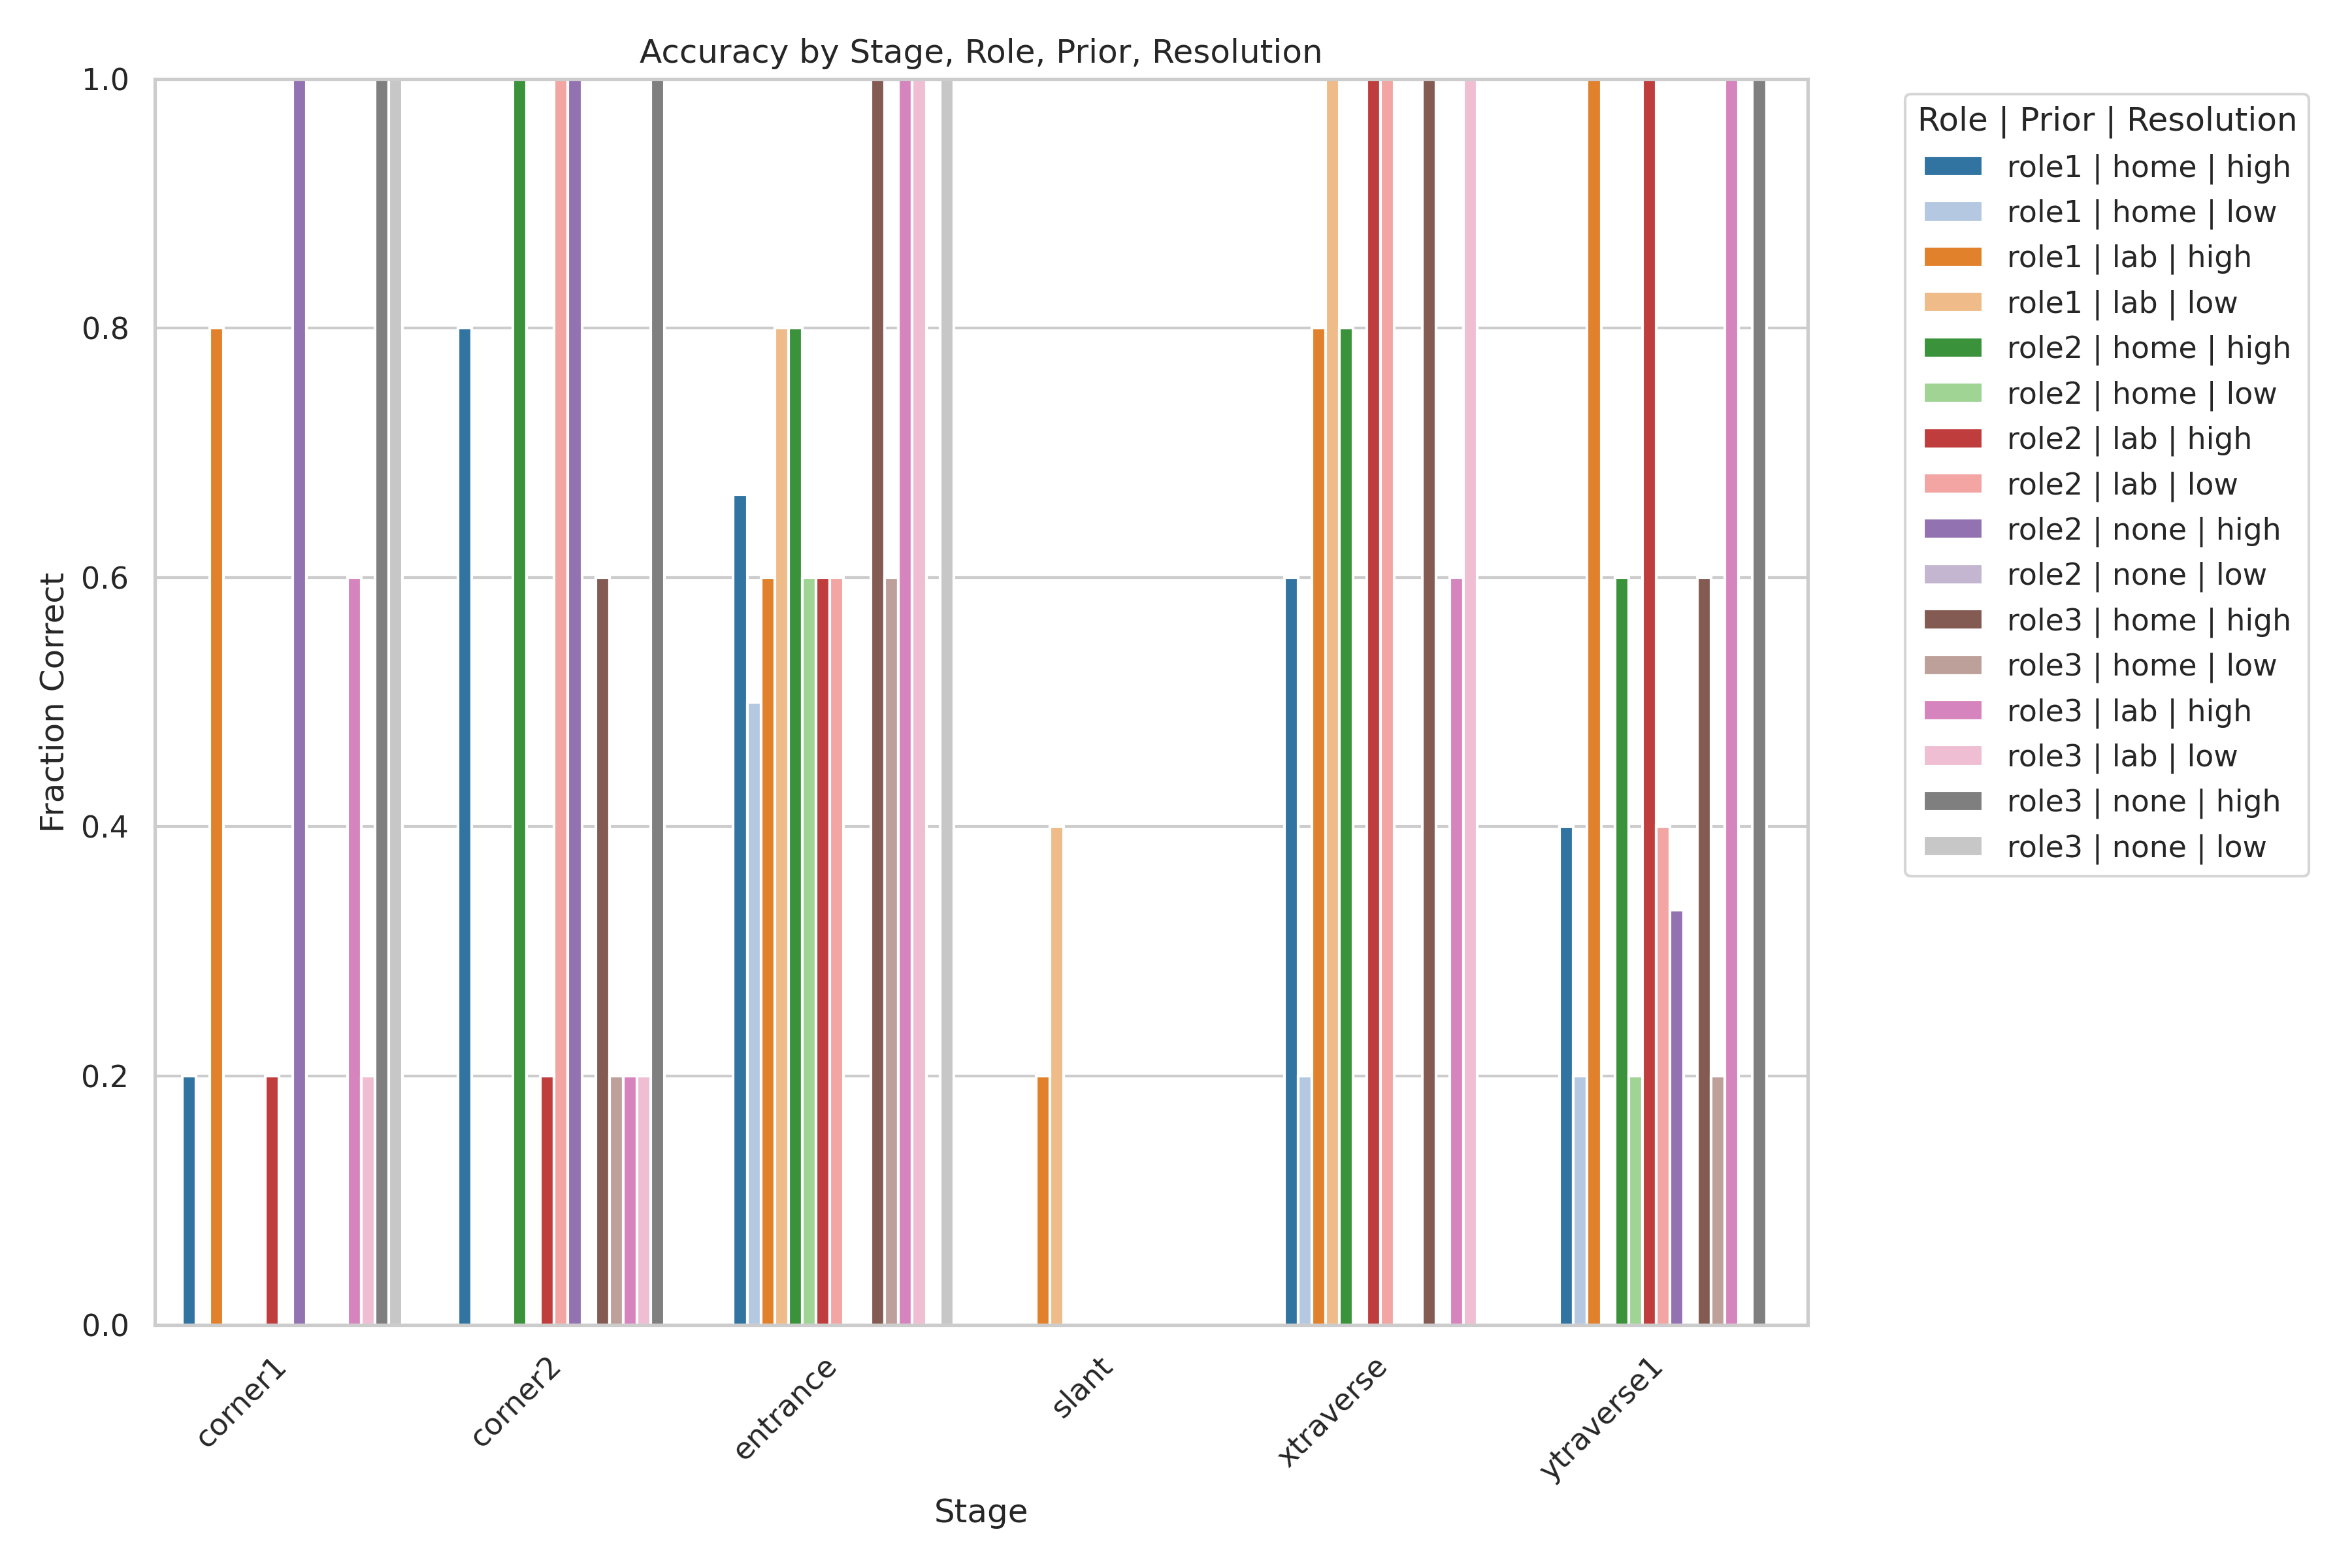 Accuracy by Stage, Role, Prior, Resolution
1.0
0.8
0.6
0.4
0.2
0.0
Fraction Correct
corner1
corner2
entrance
slant
xtraverse
ytraverse1
Stage
Role | Prior | Resolution
role1 | home | high
role1 | home | low
role1 | lab | high
role1 | lab | low
role2 | home | high
role2 | home | low
role2 | lab | high
role2 | lab | low
role2 | none | high
role2 | none | low
role3 | home | high
role3 | home | low
role3 | lab | high
role3 | lab | low
role3 | none | high
role3 | none | low